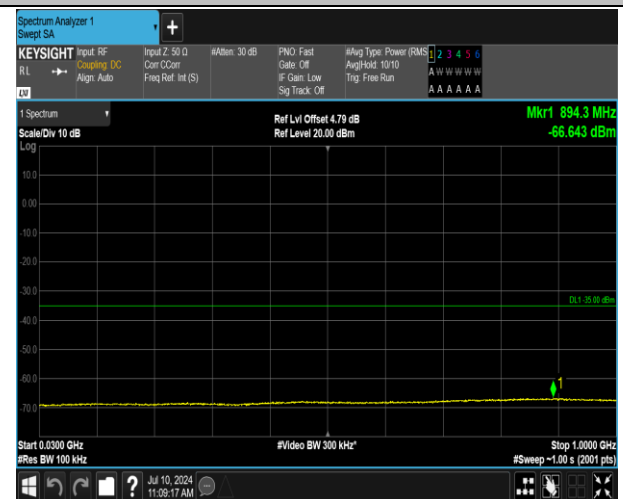 Spectrum Analyzer 1
Swept SA
+
KEYSIGHT Input: RF Input Z: 50 Ω #Atten: 30 dB PNO: Fast #Avg Type: Power (RMS 1 2 3 4 5 6
RL Coupling: DC Corr CCorr Gate: Off Avg|Hold: 10/10 A W W W W W
Align: Auto Freq Ref: Int (S) IF Gain: Low Trig: Free Run
LXI Sig Track: Off A A A A A A
1 Spectrum Ref Lvl Offset 4.79 dB Mkr1 894.3 MHz
Scale/Div 10 dB Ref Level 20.00 dBm -66.643 dBm
Log
10.0
0.00
-10.0
-20.0
-30.0
DL1 -35.00 dBm
-40.0
-50.0
-60.0
1
-70.0
Start 0.0300 GHz #Video BW 300 kHz* Stop 1.0000 GHz
#Res BW 100 kHz #Sweep ~1.00 s (2001 pts)
? Jul 10, 2024
11:09:17 AM